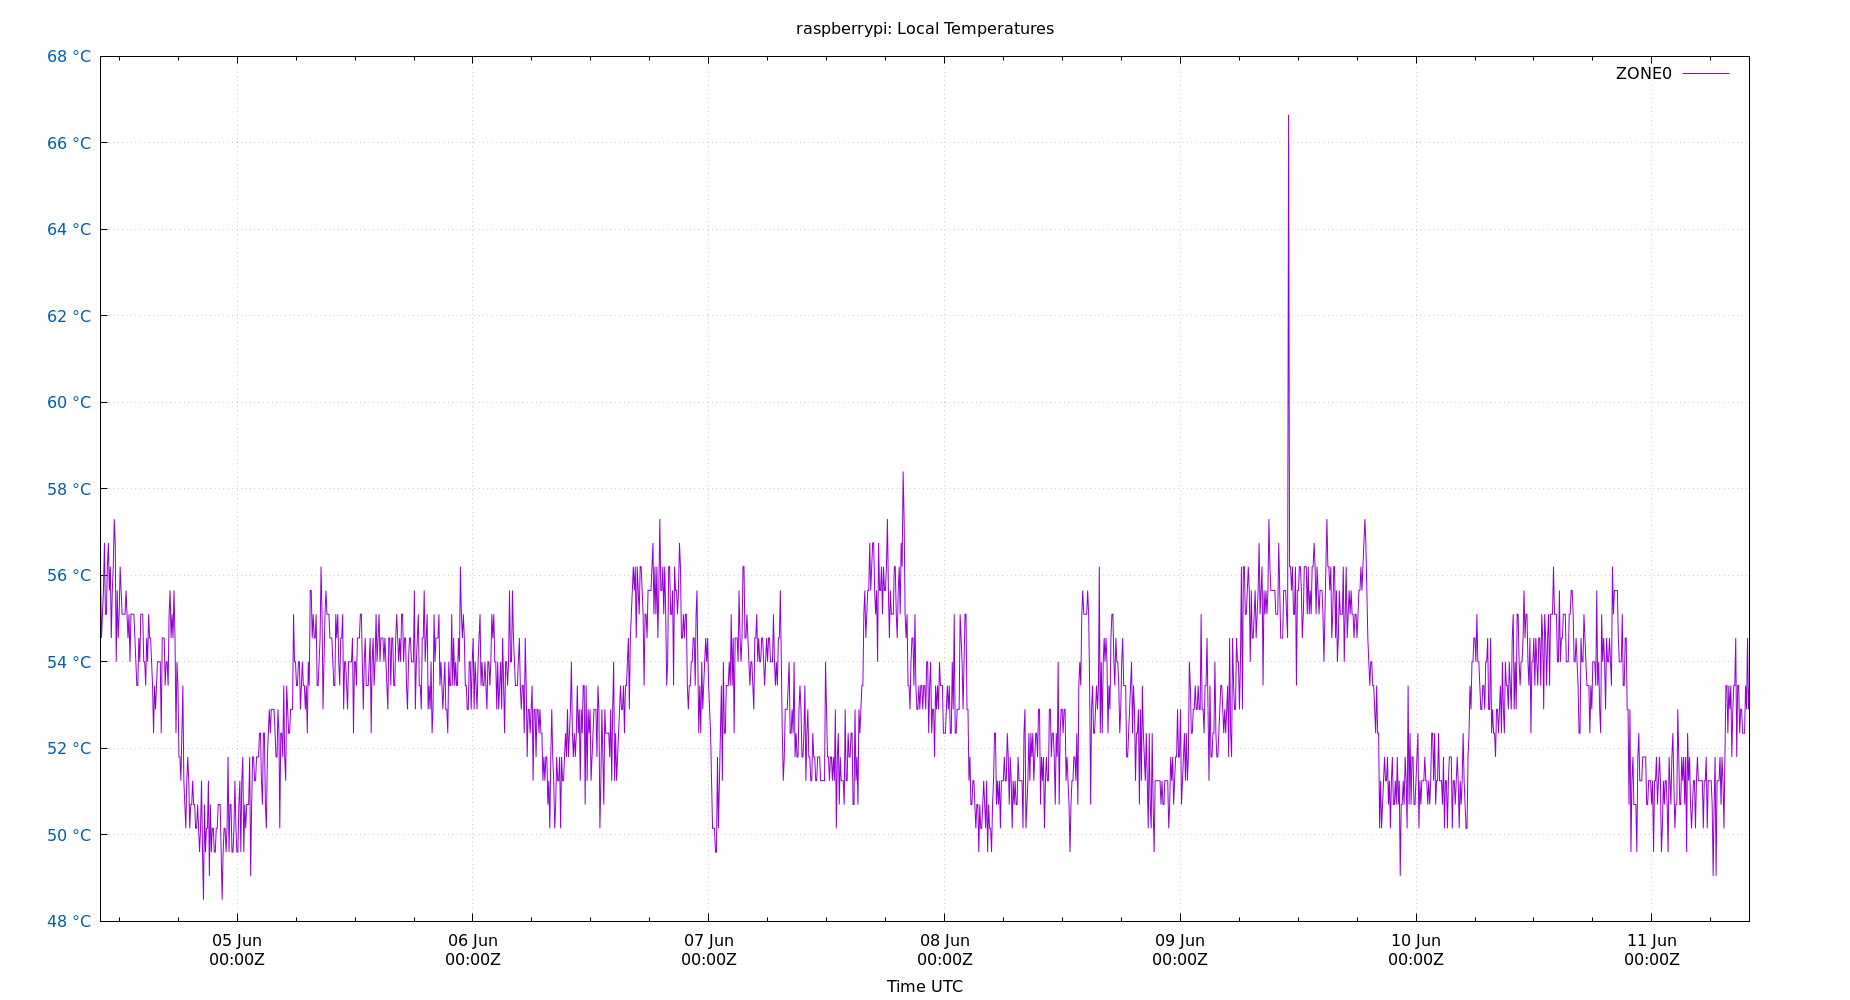 raspberrypi: Local Temperatures
68 °C
ZONE0
66 °C
64 °C
62 °C
60 °C
58 °C
56 °C
54 °C
52 °C
50 °C
48 °C
05 Jun 06 Jun 07 Jun 08 Jun 09 Jun 10 Jun 11 Jun
00:00Z 00:00Z 00:00Z 00:00Z 00:00Z 00:00Z 00:00Z
Time UTC